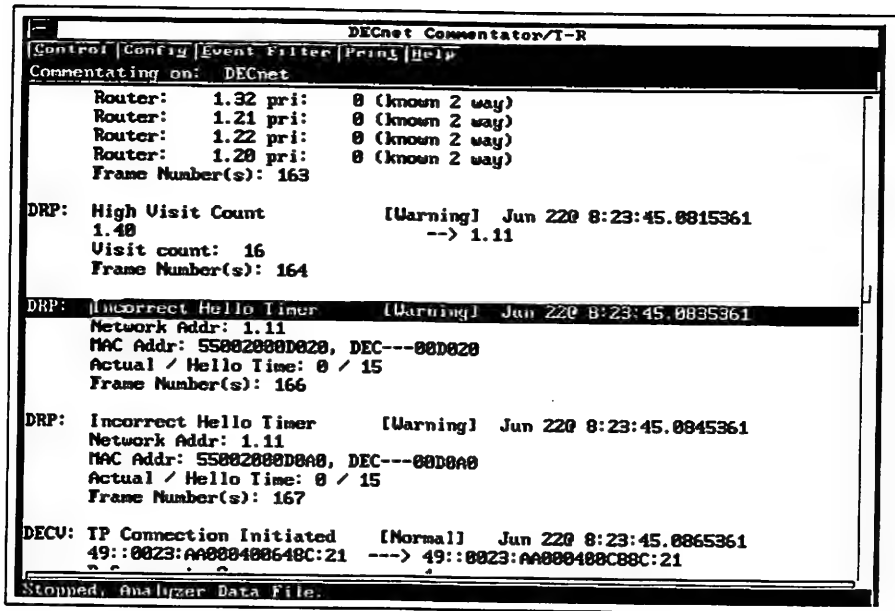 DECnet Commentator/T-R
Control Config Event Filter Print Help
Commentating on: DECnet
Router: 1.32 pri: 0 (known 2 way)
Router: 1.21 pri: 0 (known 2 way)
Router: 1.22 pri: 0 (known 2 way)
Router: 1.20 pri: 0 (known 2 way)
Frame Number(s): 163
DRP: High Visit Count [Warning] Jun 22@ 8:23:45.0815361
1.40 --> 1.11
Visit count: 16
Frame Number(s): 164
DRP: Incorrect Hello Timer [Warning] Jun 22@ 8:23:45.0835361
Network Addr: 1.11
MAC Addr: 55002000D020, DEC---00D020
Actual / Hello Time: 0 / 15
Frame Number(s): 166
DRP: Incorrect Hello Timer [Warning] Jun 22@ 8:23:45.0845361
Network Addr: 1.11
MAC Addr: 55002000D0A0, DEC---00D0A0
Actual / Hello Time: 0 / 15
Frame Number(s): 167
DECV: TP Connection Initiated [Normal] Jun 22@ 8:23:45.0865361
49::0023:AA000400648C:21 ---> 49::0023:AA000400C88C:21
Stopped, Analyzer Data File.